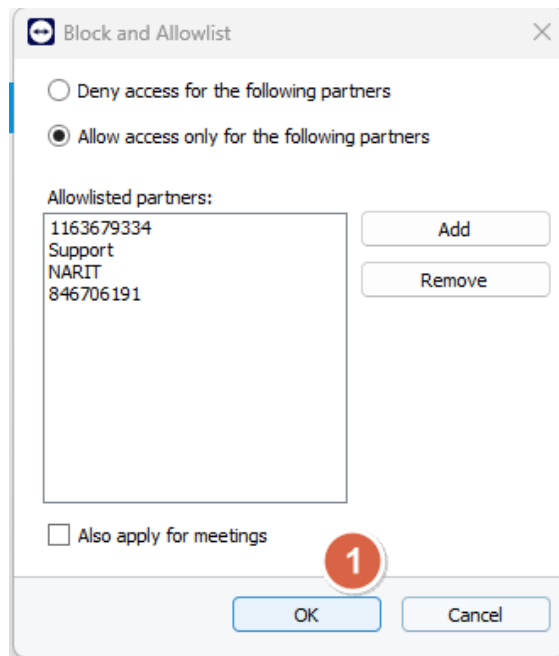 Block and Allowlist
Deny access for the following partners
Allow access only for the following partners
Allowlisted partners:
1163679334
Support
NARIT
846706191
Add
Remove
Also apply for meetings
1
OK
Cancel